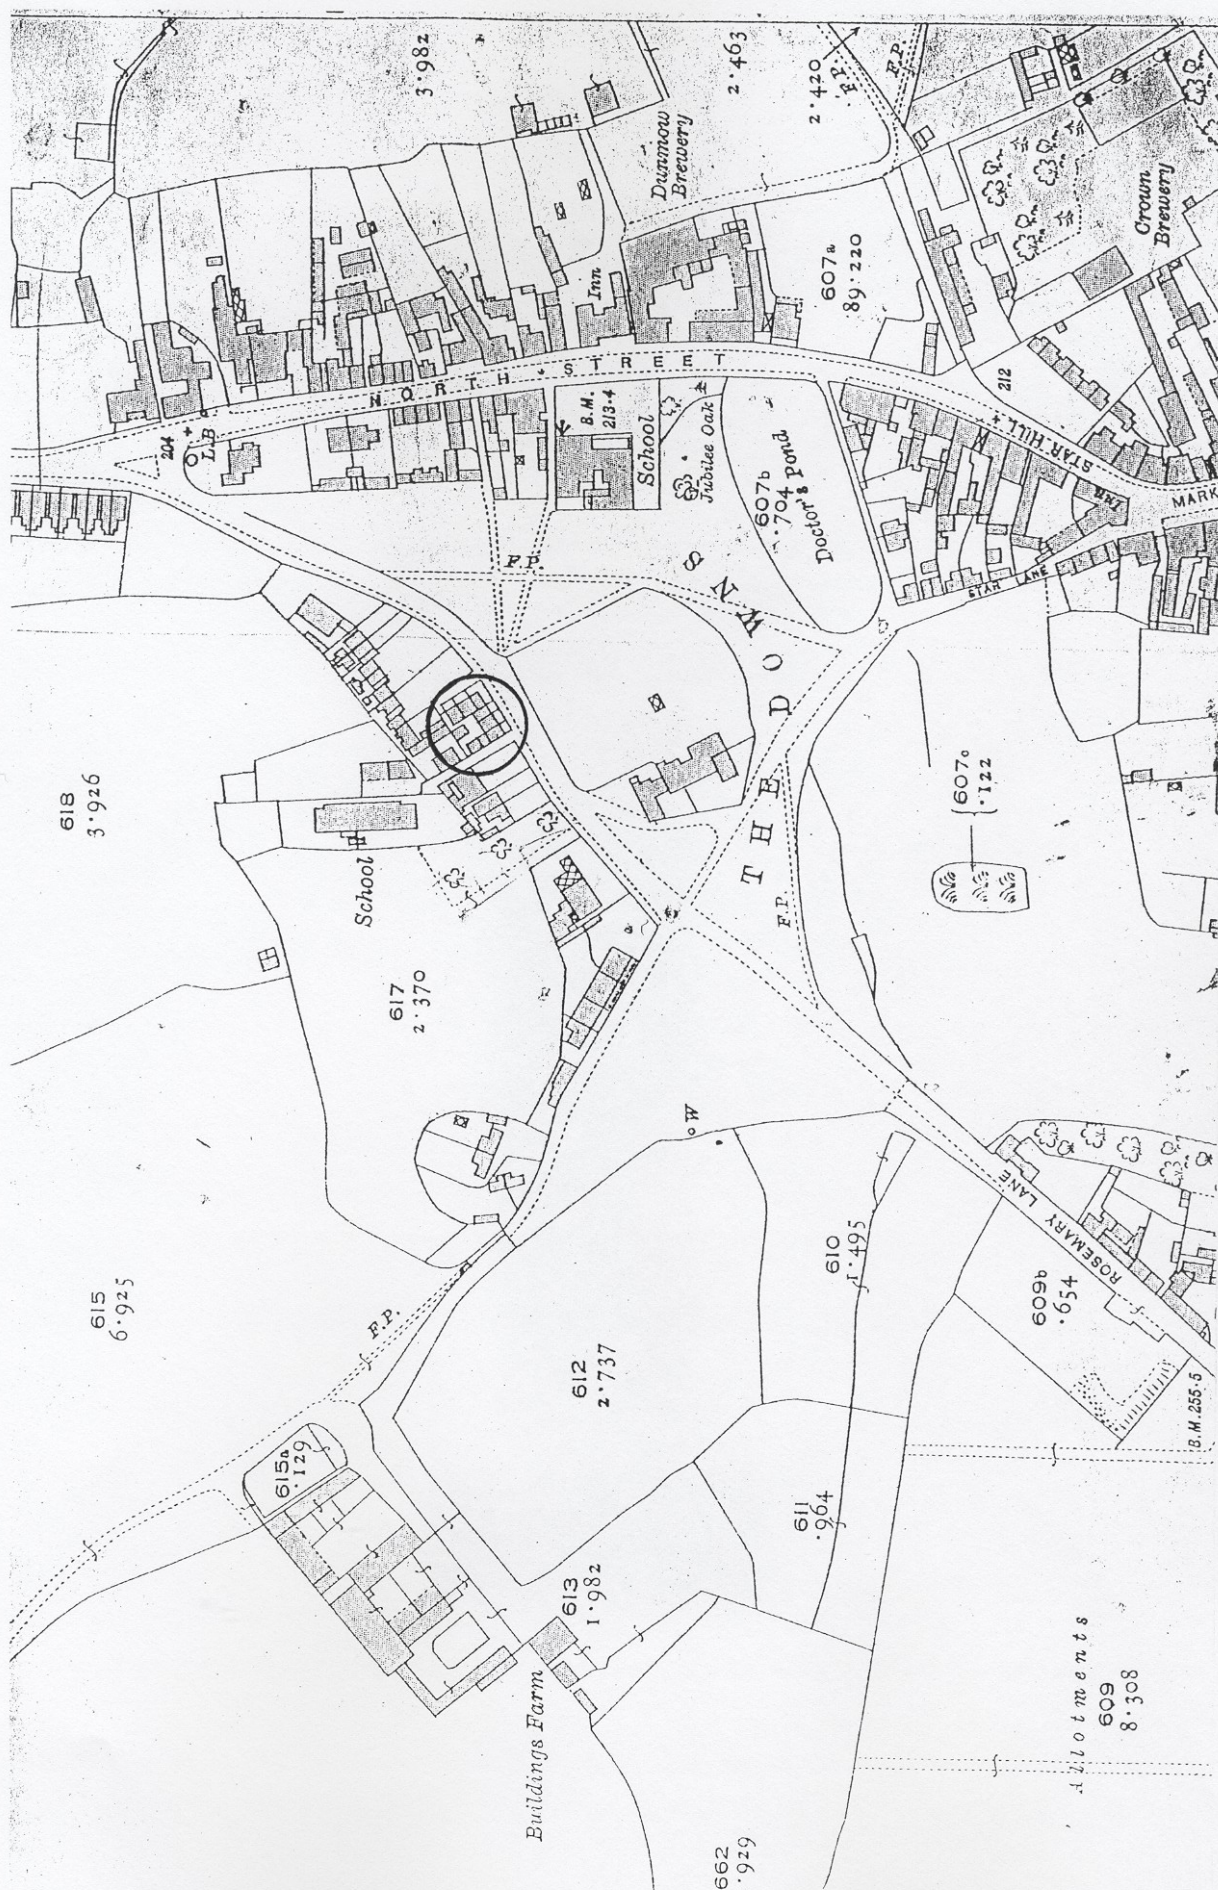 3·982
2·463
2·420
F.P.
F.P.
Dunmow
Brewery
Crown
Brewery
607a
89·220
Inn
NORTH STREET
212
204
L.B
B.M.
213·4
School
Jubilee Oak
607b
·704
Doctor's Pond
STAR HILL
INN
MARK
STAR LANE
F.P.
THE DOWNS
F.P.
618
3·926
School
617
2·370
607c
·122
W
615
6·925
F.P.
612
2·737
610
1·495
ROSEMARY LANE
609b
·654
B.M.255·5
615a
·129
611
·964
613
1·982
Buildings Farm
Allotments
609
8·308
662
·929